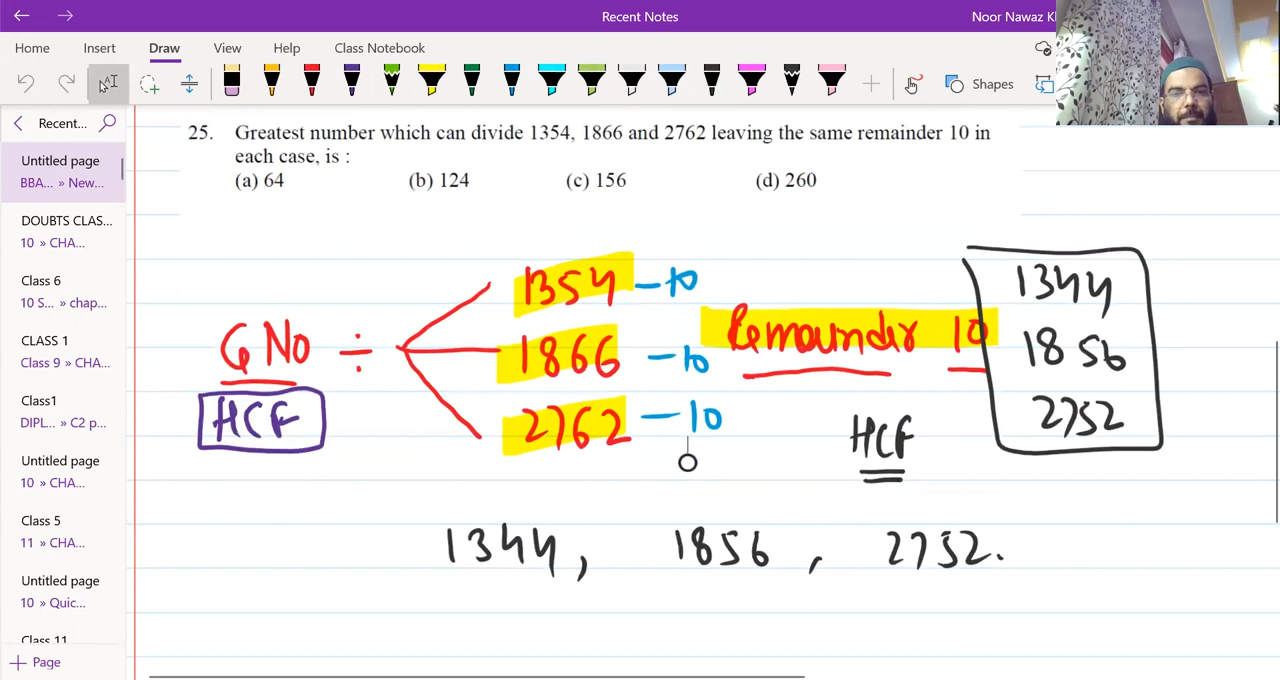 Recent Notes
Noor Nawaz Kh
Home Insert Draw View Help Class Notebook
Shapes
Recent...
Untitled page
BBA... » New...
DOUBTS CLAS...
10 » CHA...
Class 6
10 S... » chap...
CLASS 1
Class 9 » CHA...
Class1
DIPL... » C2 p...
Untitled page
10 » CHA...
Class 5
11 » CHA...
Untitled page
10 » Quic...
Class 11
Page
25. Greatest number which can divide 1354, 1866 and 2762 leaving the same remainder 10 in
each case, is :
(a) 64 (b) 124 (c) 156 (d) 260
G No ÷
HCF
1354 – 10
1866 – 10
2762 – 10
Remainder 10
HCF
1344
1856
2752
1344, 1856, 2752.